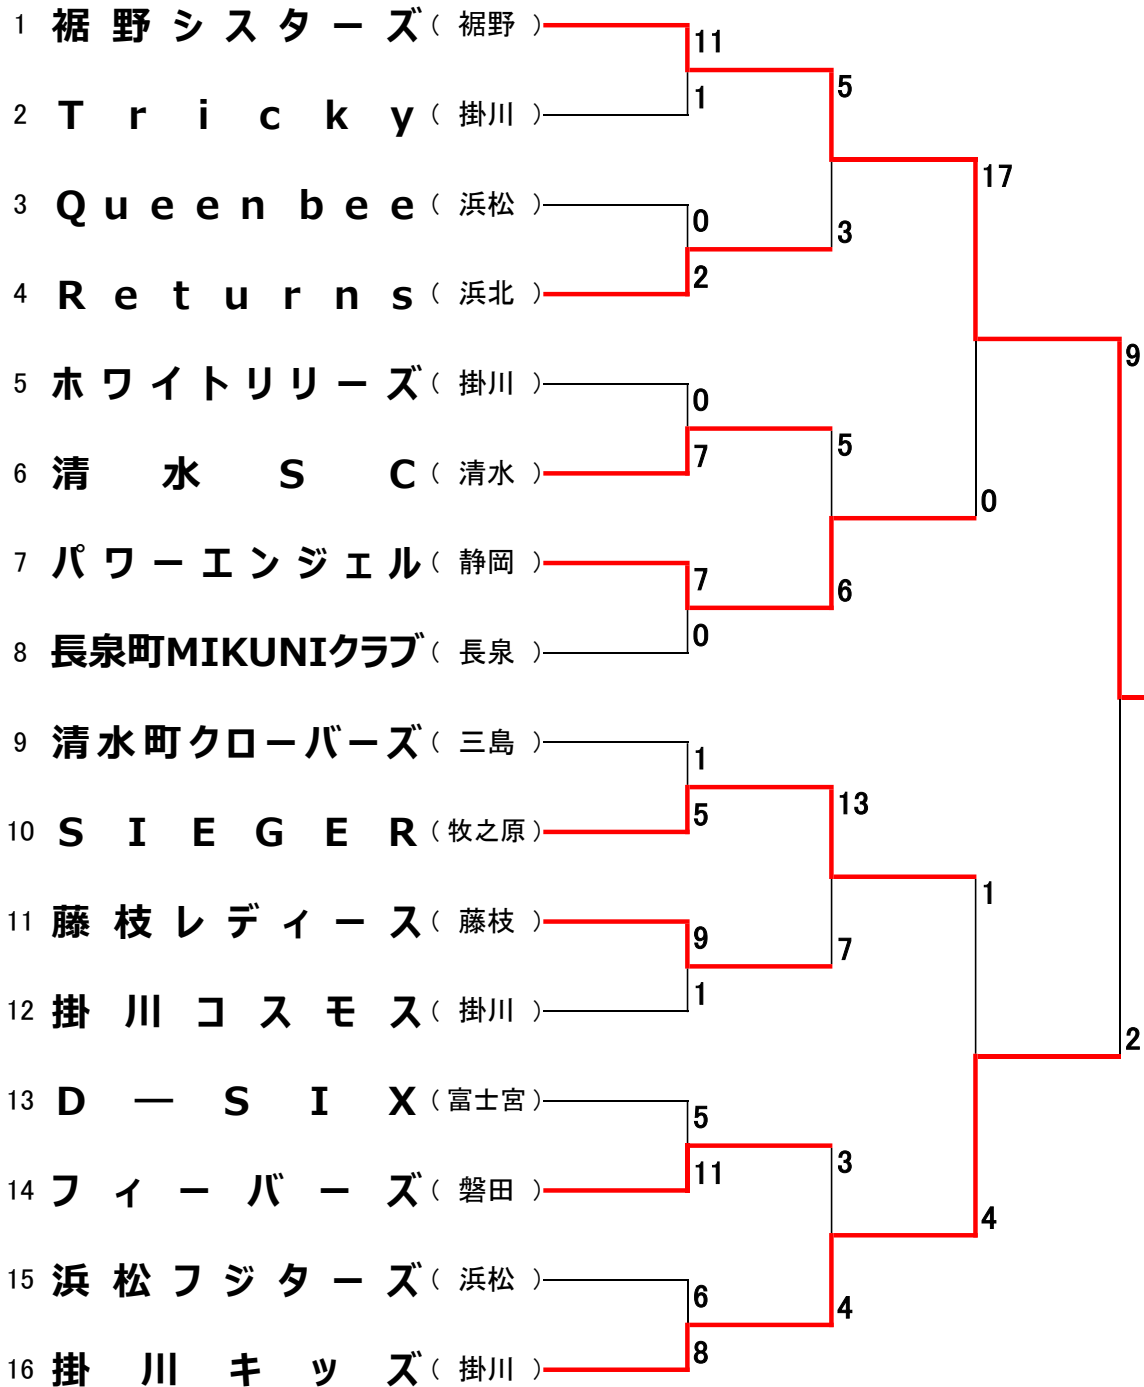 1 裾野シスターズ（ 裾野 ）
11
5
1
2 Tricky（ 掛川 ）
17
3 Queen bee（ 浜松 ）
0
3
2
4 Returns（ 浜北 ）
9
5 ホワイトリリーズ（ 掛川 ）
0
5
7
6 清水SC（ 清水 ）
0
7 パワーエンジェル（ 静岡 ）
7
6
0
8 長泉町MIKUNIクラブ（ 長泉 ）
9 清水町クローバーズ（ 三島 ）
1
13
5
10 SIEGER（牧之原）
1
11 藤枝レディース（ 藤枝 ）
9
7
1
12 掛川コスモス（ 掛川 ）
2
13 D―SIX（富士宮）
5
3
11
14 フィーバーズ（ 磐田 ）
4
15 浜松フジターズ（ 浜松 ）
6
4
8
16 掛川キッズ（ 掛川 ）